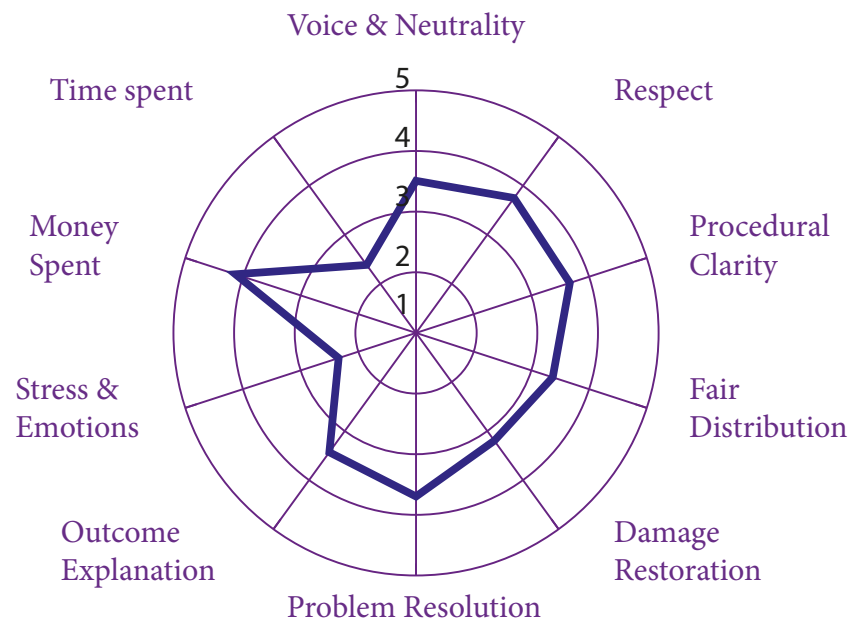 Voice & Neutrality
Time spent
5
Respect
4
3
Money
Spent
Procedural
Clarity
2
1
Stress &
Emotions
Fair
Distribution
Outcome
Explanation
Damage
Restoration
Problem Resolution